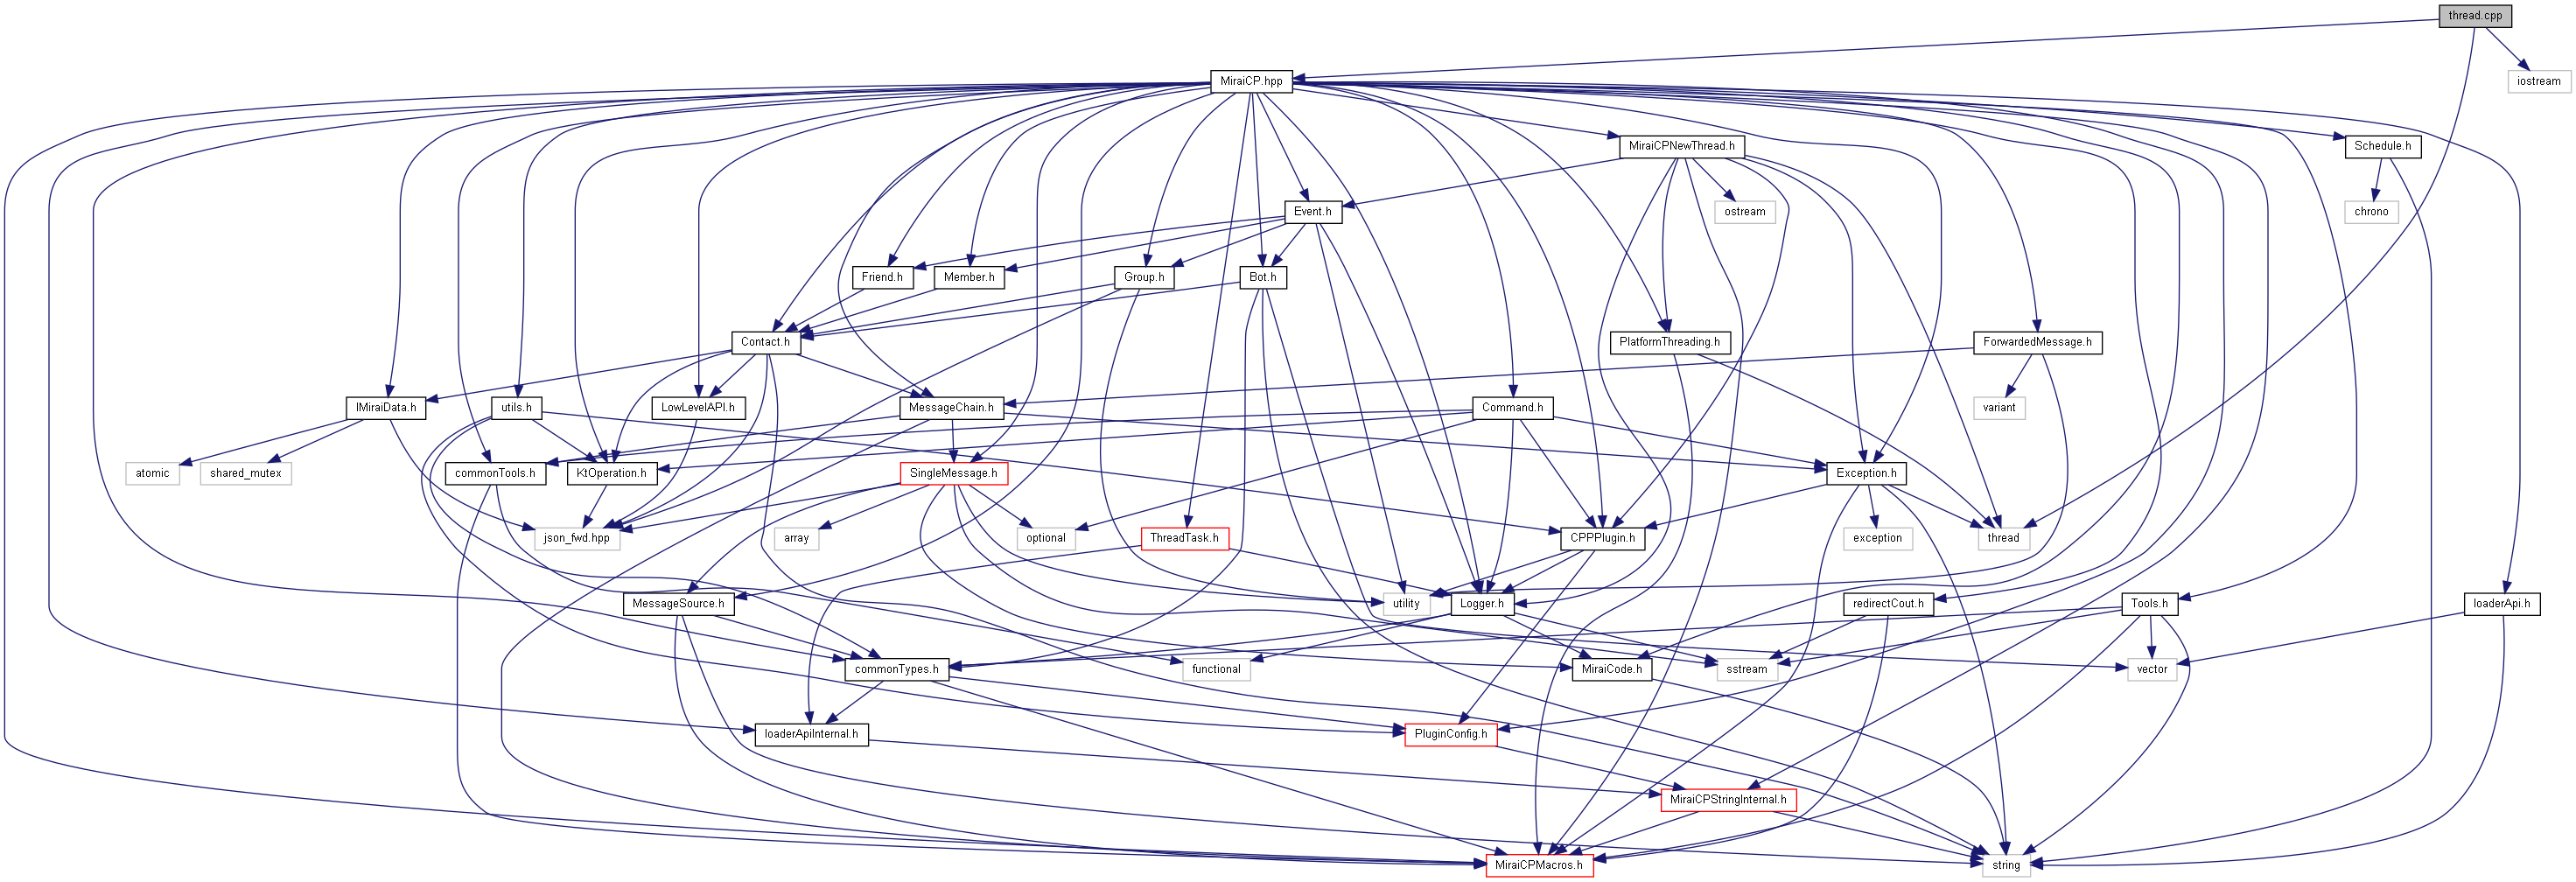 thread.cpp
MiraiCP.hpp
iostream
MiraiCPNewThread.h
Schedule.h
Event.h
ostream
chrono
Friend.h
Member.h
Group.h
Bot.h
Contact.h
PlatformThreading.h
ForwardedMessage.h
IMiraiData.h
utils.h
LowLevelAPI.h
MessageChain.h
Command.h
variant
atomic
shared_mutex
commonTools.h
KtOperation.h
SingleMessage.h
Exception.h
json_fwd.hpp
array
optional
ThreadTask.h
CPPPlugin.h
exception
thread
MessageSource.h
utility
Logger.h
redirectCout.h
Tools.h
loaderApi.h
commonTypes.h
functional
MiraiCode.h
sstream
vector
loaderApiInternal.h
PluginConfig.h
MiraiCPStringInternal.h
MiraiCPMacros.h
string